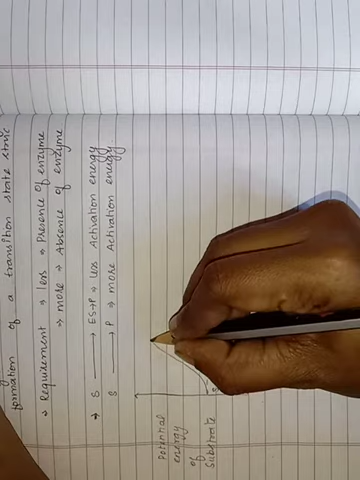 formation of a transition state struc
→ Requirement → less → Presence of enzyme
→ more → Absence of enzyme
→ S → ES→P → less Activation energy
S → P → more Activation energy
Potential
energy
of
substrate